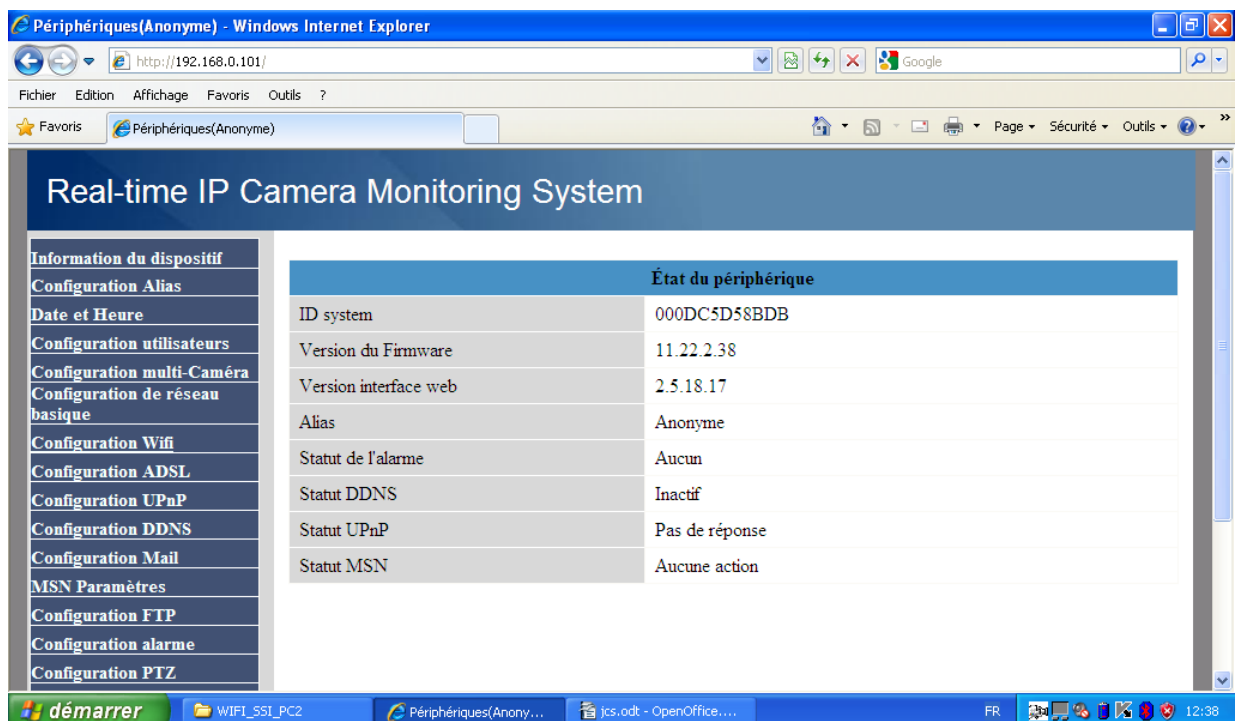 Périphériques(Anonyme) - Windows Internet Explorer
http://192.168.0.101/
Google
Fichier Edition Affichage Favoris Outils ?
Favoris
Périphériques(Anonyme)
Page
Sécurité
Outils
Real-time IP Camera Monitoring System
Information du dispositif
Configuration Alias
Date et Heure
Configuration utilisateurs
Configuration multi-Caméra
Configuration de réseau
basique
Configuration Wifi
Configuration ADSL
Configuration UPnP
Configuration DDNS
Configuration Mail
MSN Paramètres
Configuration FTP
Configuration alarme
Configuration PTZ
État du périphérique
ID system 000DC5D58BDB
Version du Firmware 11.22.2.38
Version interface web 2.5.18.17
Alias Anonyme
Statut de l'alarme Aucun
Statut DDNS Inactif
Statut UPnP Pas de réponse
Statut MSN Aucune action
démarrer
WIFI_SSI_PC2
Périphériques(Anony...
jcs.odt - OpenOffice....
FR
12:38